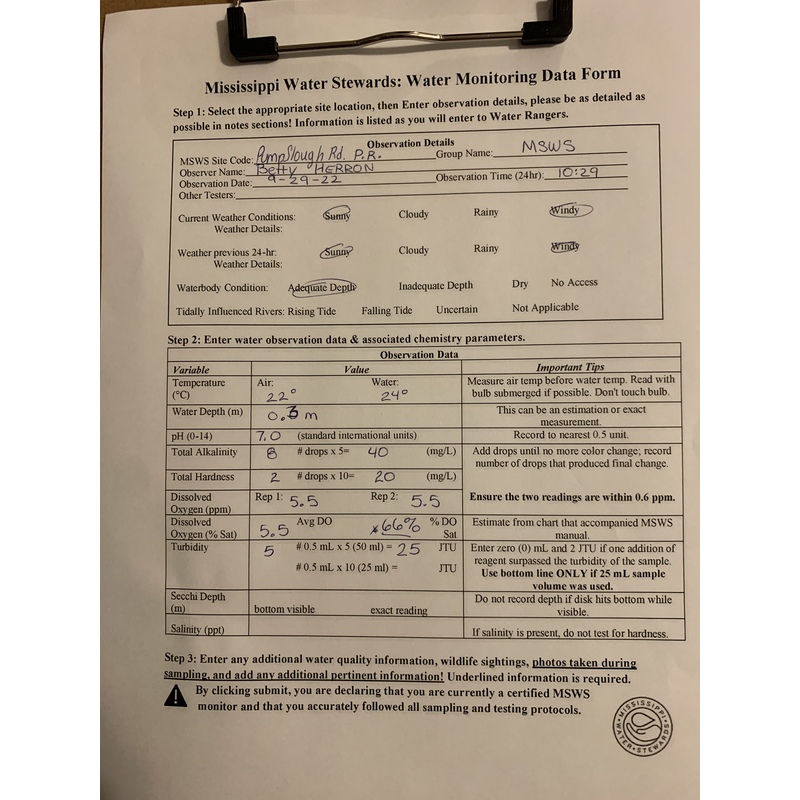 Mississippi Water Stewards: Water Monitoring Data Form
Step 1: Select the appropriate site location, then Enter observation details, please be as detailed as
possible in notes sections! Information is listed as you will enter to Water Rangers.
Observation Details
MSWS Site Code: PumpSlough Rd. P.R. Group Name: MSWS
Observer Name: Betty HERRON
Observation Date: 9-29-22 Observation Time (24hr): 10:29
Other Testers:
Current Weather Conditions: Sunny Cloudy Rainy Windy
Weather Details:
Weather previous 24-hr: Sunny Cloudy Rainy Windy
Weather Details:
Waterbody Condition: Adequate Depth Inadequate Depth Dry No Access
Tidally Influenced Rivers: Rising Tide Falling Tide Uncertain Not Applicable
Step 2: Enter water observation data & associated chemistry parameters.
Observation Data
Variable Value Important Tips
Temperature Air: Water: Measure air temp before water temp. Read with
(°C) 22° 24° bulb submerged if possible. Don't touch bulb.
Water Depth (m) 0.3 m This can be an estimation or exact
measurement.
pH (0-14) 7.0 (standard international units) Record to nearest 0.5 unit.
Total Alkalinity 8 # drops x 5= 40 (mg/L) Add drops until no more color change; record
number of drops that produced final change.
Total Hardness 2 # drops x 10= 20 (mg/L)
Dissolved Rep 1: 5.5 Rep 2: 5.5 Ensure the two readings are within 0.6 ppm.
Oxygen (ppm)
Dissolved 5.5 Avg DO *66% % DO Estimate from chart that accompanied MSWS
Oxygen (% Sat) Sat manual.
Turbidity 5 # 0.5 mL x 5 (50 ml) = 25 JTU Enter zero (0) mL and 2 JTU if one addition of
reagent surpassed the turbidity of the sample.
# 0.5 mL x 10 (25 ml) = JTU Use bottom line ONLY if 25 mL sample
volume was used.
Secchi Depth Do not record depth if disk hits bottom while
(m) bottom visible exact reading visible.
Salinity (ppt) If salinity is present, do not test for hardness.
Step 3: Enter any additional water quality information, wildlife sightings, photos taken during
sampling, and add any additional pertinent information! Underlined information is required.
By clicking submit, you are declaring that you are currently a certified MSWS
monitor and that you accurately followed all sampling and testing protocols.
MISSISSIPPI
WATER STEWARDS